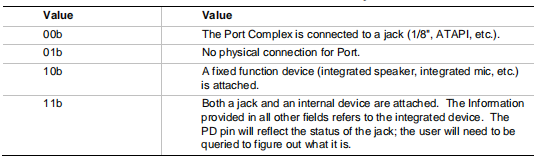 Value Value
00b The Port Complex is connected to a jack (1/8", ATAPI, etc.).
01b No physical connection for Port.
10b A fixed function device (integrated speaker, integrated mic, etc.)
is attached.
11b Both a jack and an internal device are attached. The Information
provided in all other fields refers to the integrated device. The
PD pin will reflect the status of the jack; the user will need to be
queried to figure out what it is.